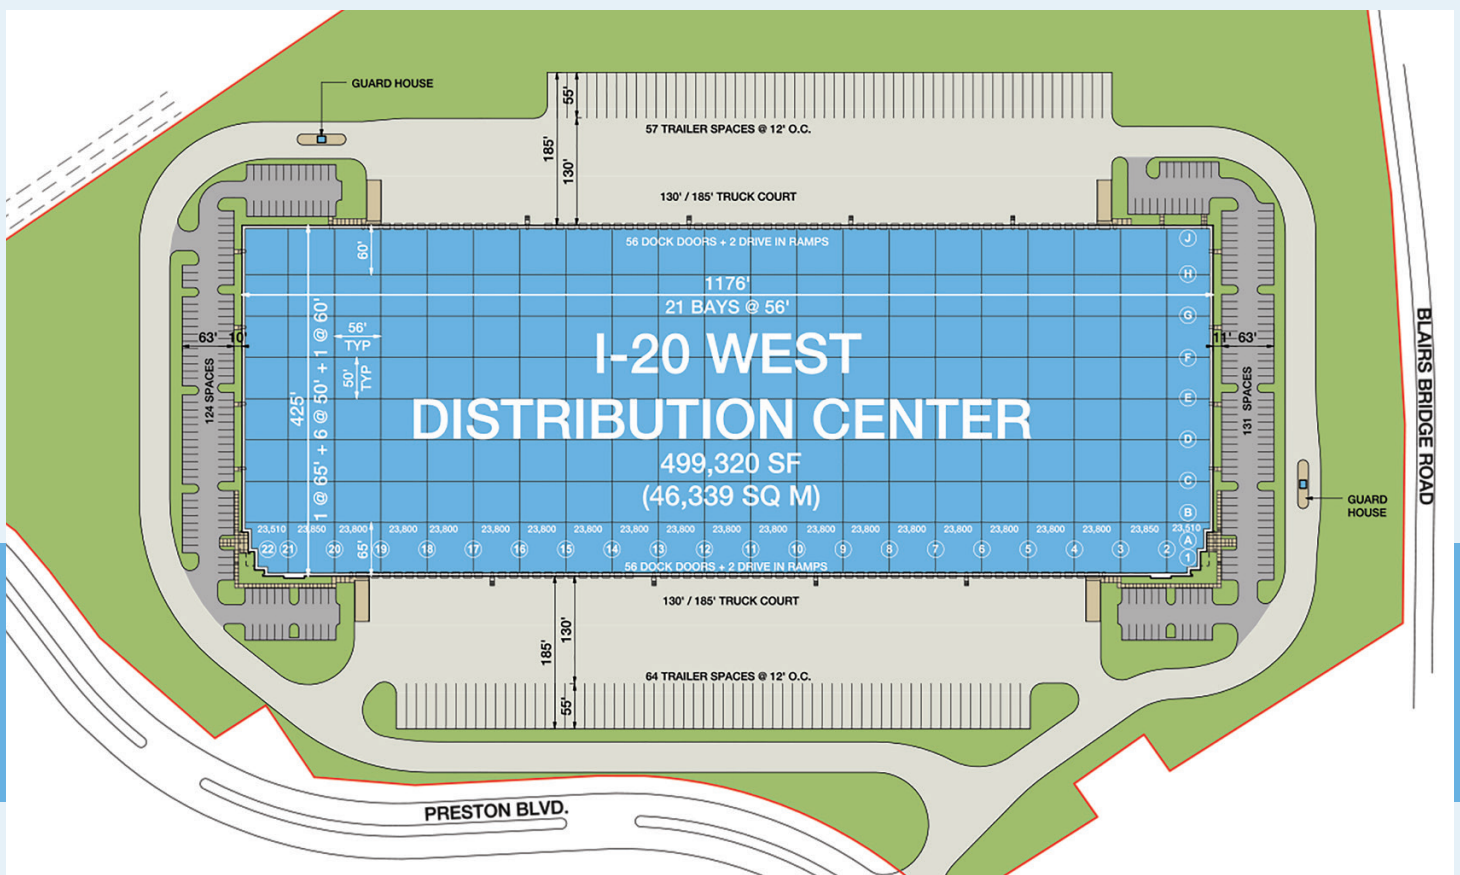 GUARD HOUSE
55'
57 TRAILER SPACES @ 12' O.C.
185'
130'
130' / 185' TRUCK COURT
56 DOCK DOORS + 2 DRIVE IN RAMPS
J
60'
H
1176'
21 BAYS @ 56'
G
56'
TYP
63'
10'
11'
63'
I-20 WEST
F
50'
TYP
124 SPACES
131 SPACES
425'
1 @ 65' + 6 @ 50' + 1 @ 60'
E
BLAIRS BRIDGE ROAD
DISTRIBUTION CENTER
D
499,320 SF
C
(46,339 SQ M)
GUARD
HOUSE
B
23,510 23,850 23,800 23,800 23,800 23,800 23,800 23,800 23,800 23,800 23,800 23,800 23,800 23,800 23,800 23,800 23,800 23,800 23,800 23,850 23,510
A
65'
22 21 20 19 18 17 16 15 14 13 12 11 10 9 8 7 6 5 4 3 2 1
56 DOCK DOORS + 2 DRIVE IN RAMPS
130' / 185' TRUCK COURT
130'
185'
64 TRAILER SPACES @ 12' O.C.
55'
PRESTON BLVD.